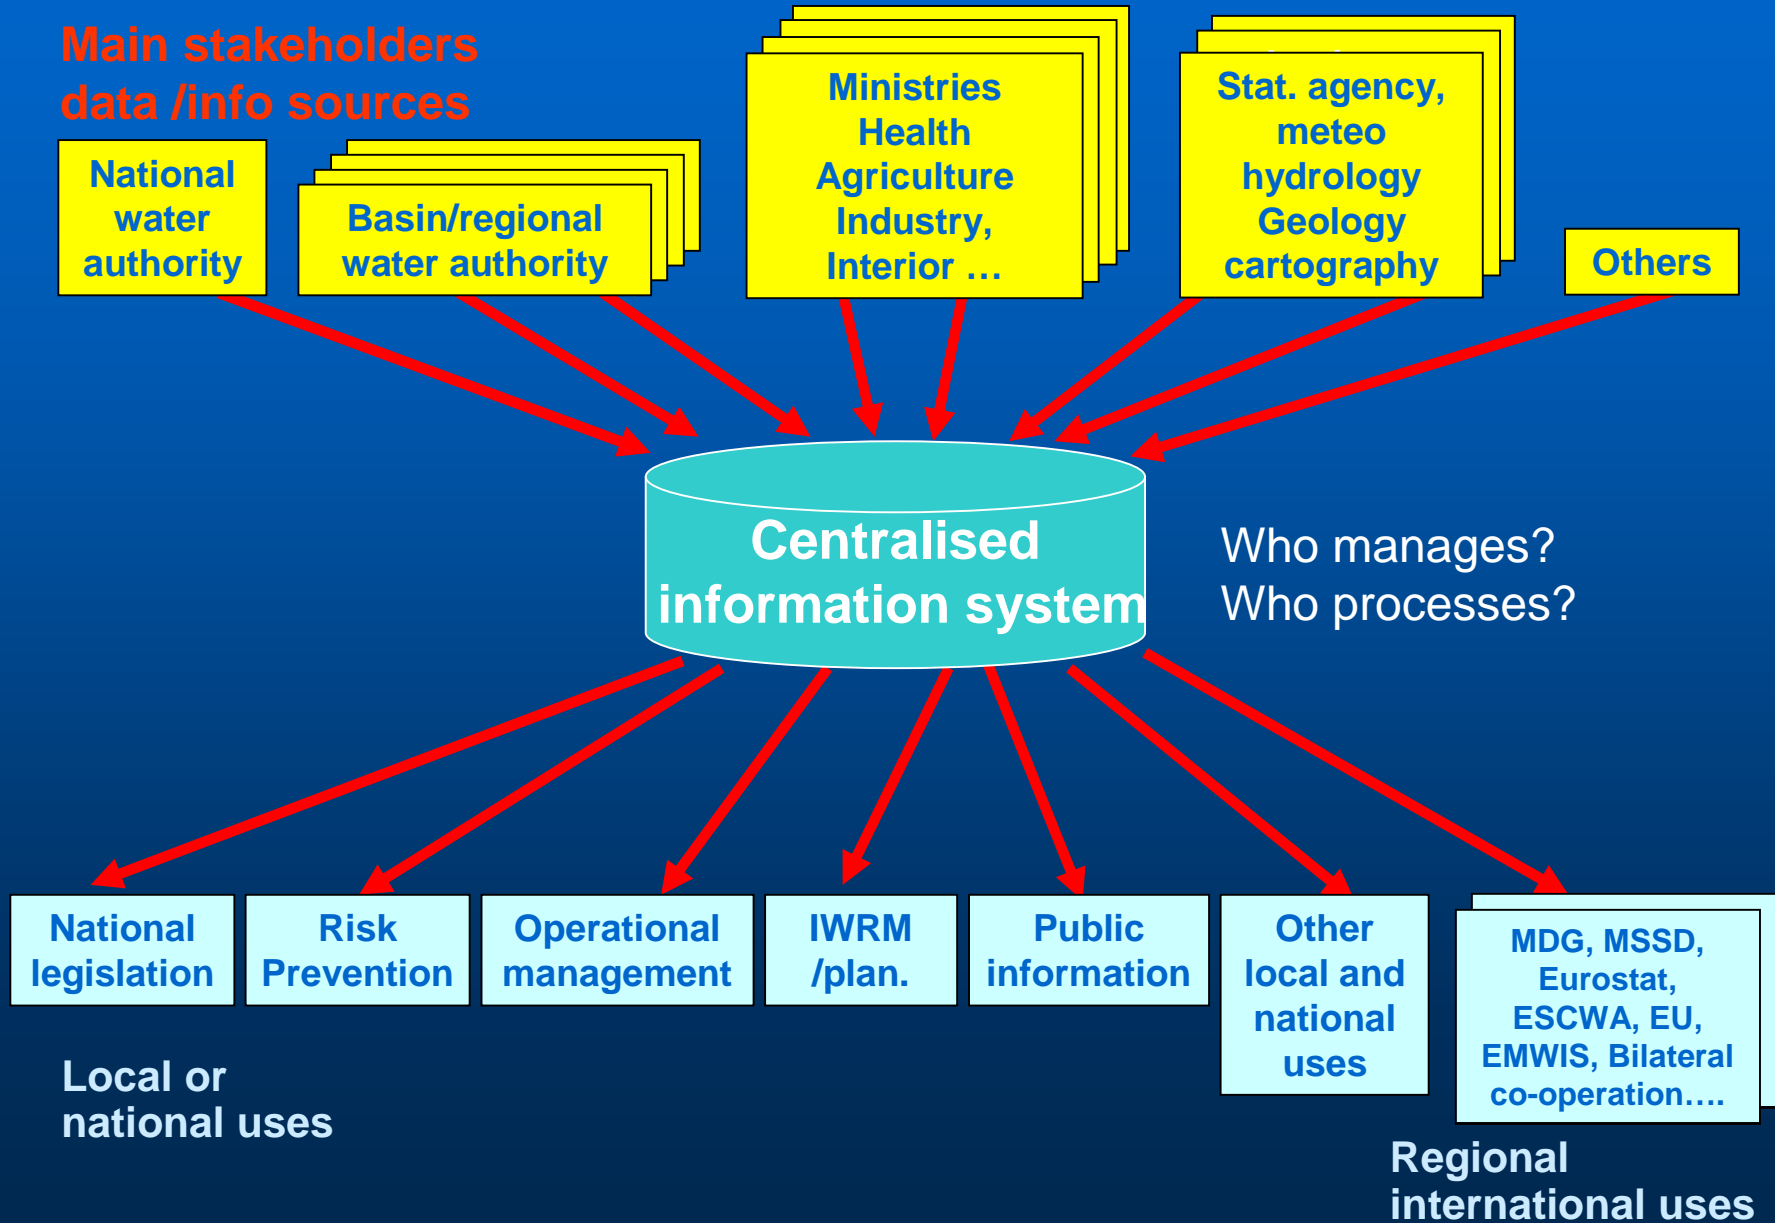 Main stakeholders
data /info sources
National
water
authority
Basin/regional
water authority
Ministries
Health
Agriculture
Industry,
Interior …
Stat. agency,
meteo
hydrology
Geology
cartography
Others
Centralised
information system
Who manages?
Who processes?
National
legislation
Risk
Prevention
Operational
management
IWRM
/plan.
Public
information
Other
local and
national
uses
MDG, MSSD,
Eurostat,
ESCWA, EU,
EMWIS, Bilateral
co-operation….
Local or
national uses
Regional
international uses